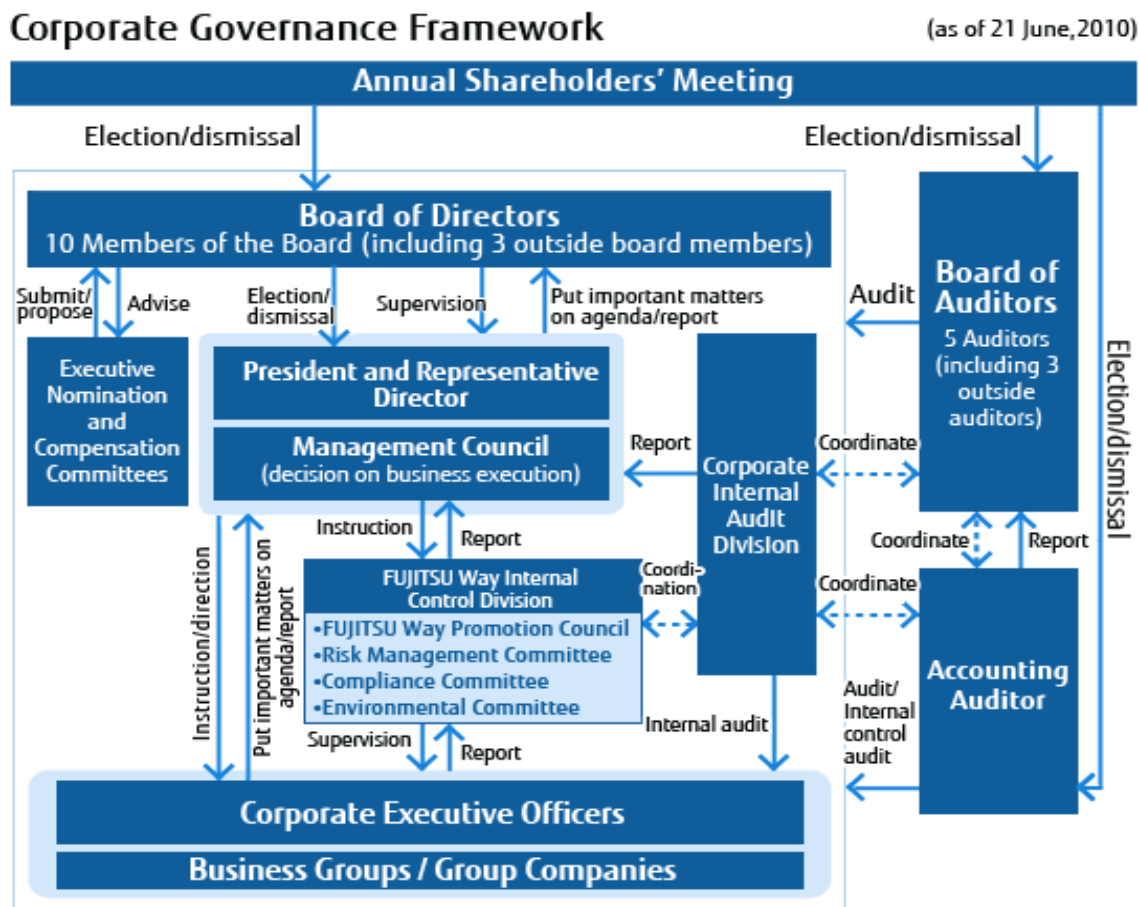 Corporate Governance Framework
(as of 21 June,2010)
Annual Shareholders' Meeting
Election/dismissal
Election/dismissal
Board of Directors
10 Members of the Board (including 3 outside board members)
Board of
Auditors
5 Auditors
(including 3
outside
auditors)
Submit/
propose
Advise
Election/
dismissal
Supervision
Put important matters
on agenda/report
Audit
Election/dismissal
Executive
Nomination
and
Compensation
Committees
President and Representative
Director
Management Council
(decision on business execution)
Report
Corporate
Internal
Audit
Division
Coordinate
Instruction
Report
Coordinate
Report
FUJITSU Way Internal
Control Division
•FUJITSU Way Promotion Council
•Risk Management Committee
•Compliance Committee
•Environmental Committee
Coordi-
nation
Coordinate
Instruction/direction
Put important matters on
agenda/report
Accounting
Auditor
Supervision
Report
Internal audit
Audit/
Internal
control
audit
Corporate Executive Officers
Business Groups / Group Companies